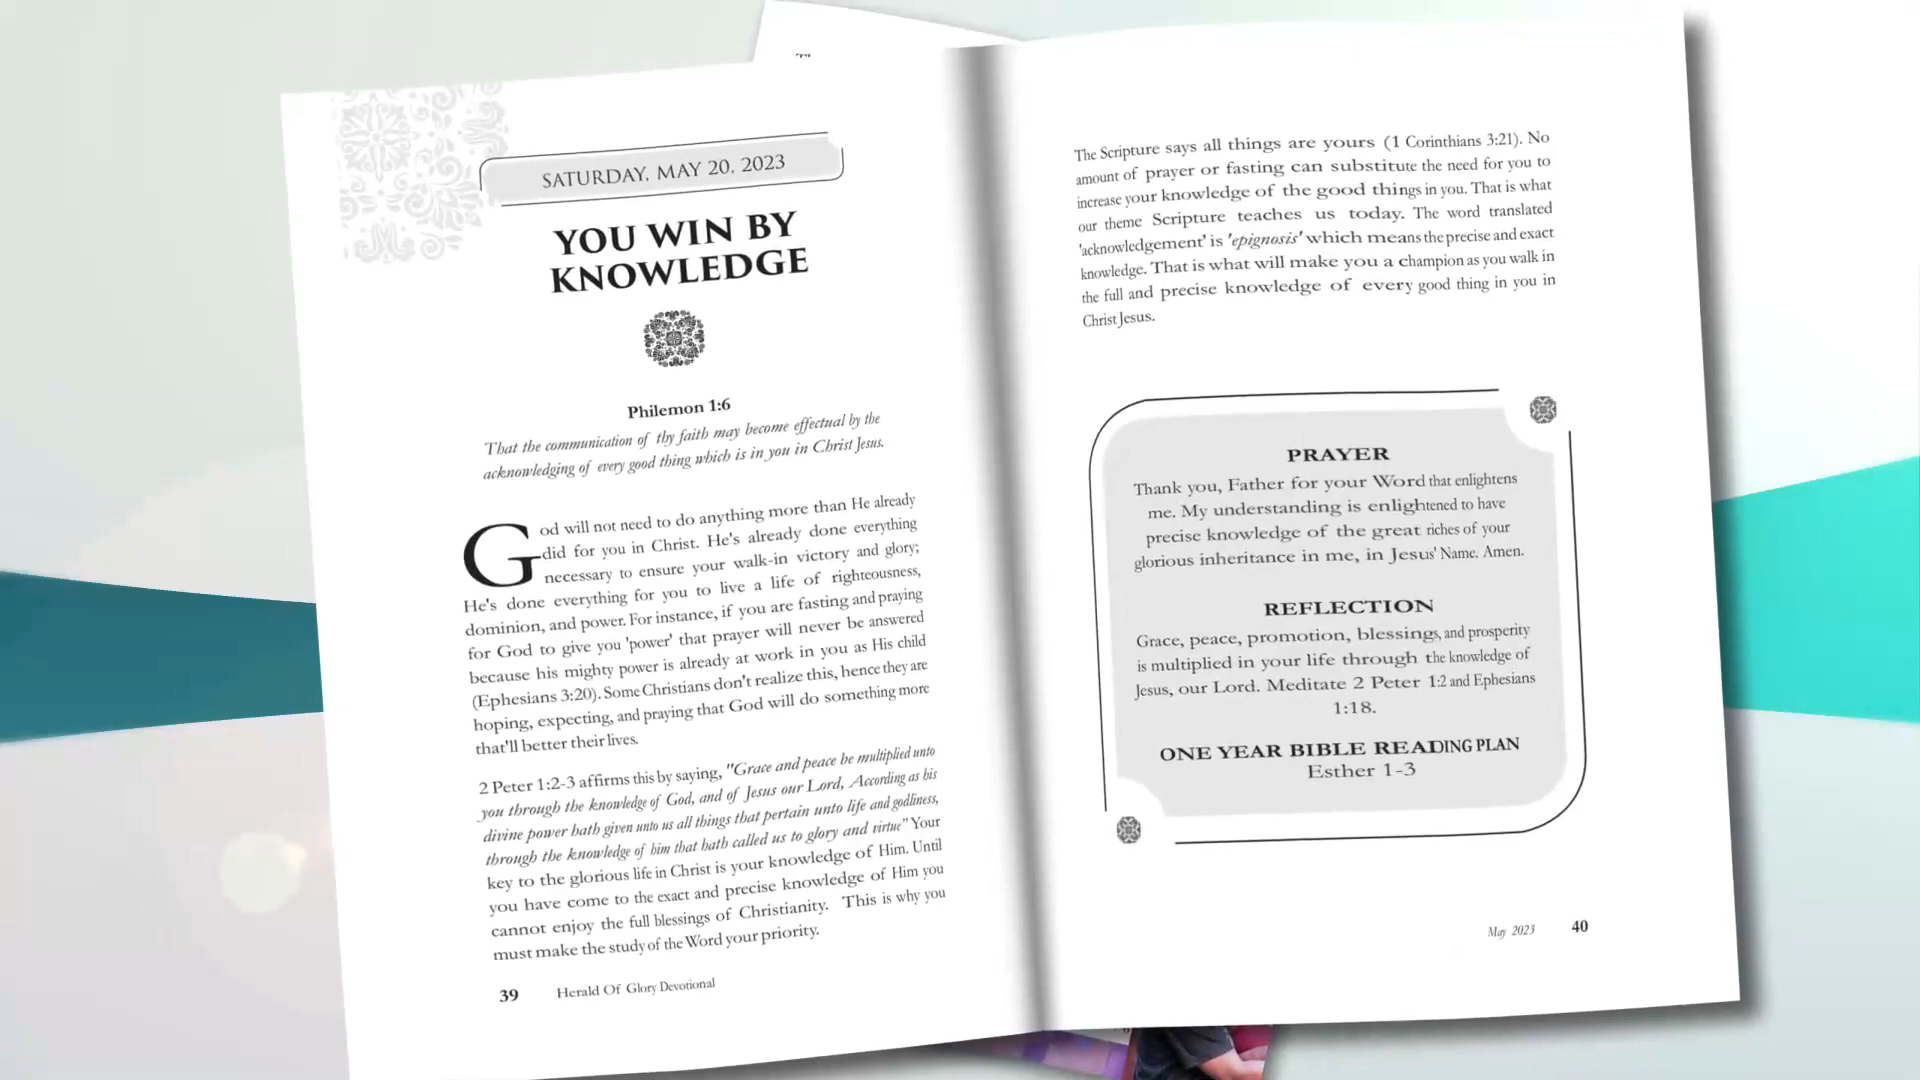 SATURDAY, MAY 20, 2023
YOU WIN BY
KNOWLEDGE
Philemon 1:6
That the communication of thy faith may become effectual by the
acknowledging of every good thing which is in you in Christ Jesus.
God will not need to do anything more than He already
did for you in Christ. He's already done everything
necessary to ensure your walk-in victory and glory;
He's done everything for you to live a life of righteousness,
dominion, and power. For instance, if you are fasting and praying
for God to give you 'power' that prayer will never be answered
because his mighty power is already at work in you as His child
(Ephesians 3:20). Some Christians don't realize this, hence they are
hoping, expecting, and praying that God will do something more
that'll better their lives.
2 Peter 1:2-3 affirms this by saying, "Grace and peace be multiplied unto
you through the knowledge of God, and of Jesus our Lord, According as his
divine power hath given unto us all things that pertain unto life and godliness,
through the knowledge of him that hath called us to glory and virtue" Your
key to the glorious life in Christ is your knowledge of Him. Until
you have come to the exact and precise knowledge of Him you
cannot enjoy the full blessings of Christianity. This is why you
must make the study of the Word your priority.
39 Herald Of Glory Devotional
The Scripture says all things are yours (1 Corinthians 3:21). No
amount of prayer or fasting can substitute the need for you to
increase your knowledge of the good things in you. That is what
our theme Scripture teaches us today. The word translated
'acknowledgement' is 'epignosis' which means the precise and exact
knowledge. That is what will make you a champion as you walk in
the full and precise knowledge of every good thing in you in
Christ Jesus.
PRAYER
Thank you, Father for your Word that enlightens
me. My understanding is enlightened to have
precise knowledge of the great riches of your
glorious inheritance in me, in Jesus' Name. Amen.
REFLECTION
Grace, peace, promotion, blessings, and prosperity
is multiplied in your life through the knowledge of
Jesus, our Lord. Meditate 2 Peter 1:2 and Ephesians
1:18.
ONE YEAR BIBLE READING PLAN
Esther 1-3
May 2023 40